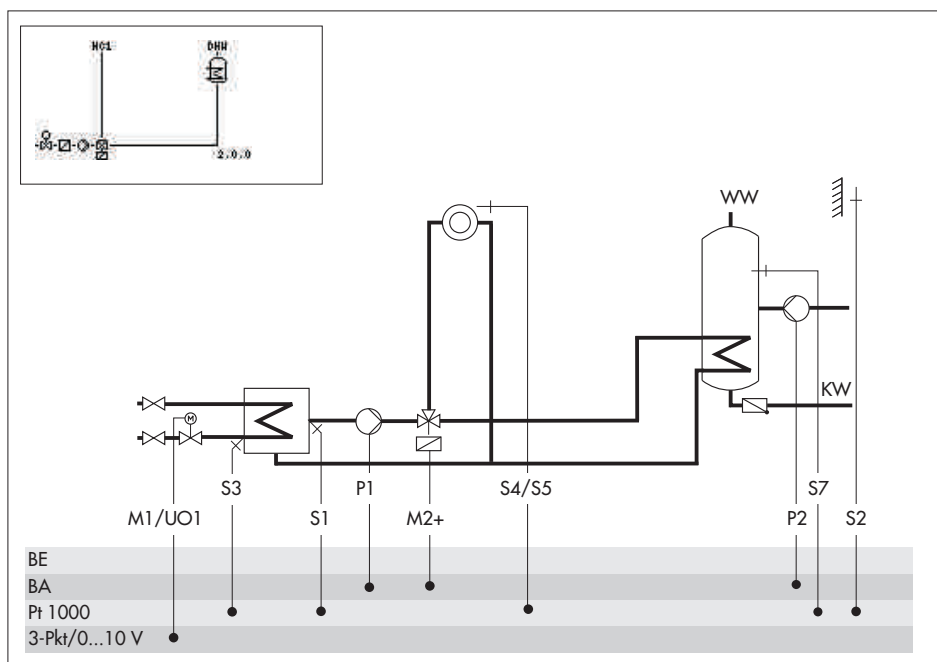 HC1 DHW
2.0.0
WW
M
KW
S3 P1 S4/S5 S7
M1/UO1 S1 M2+ P2 S2
BE
BA
Pt 1000
3-Pkt/0...10 V